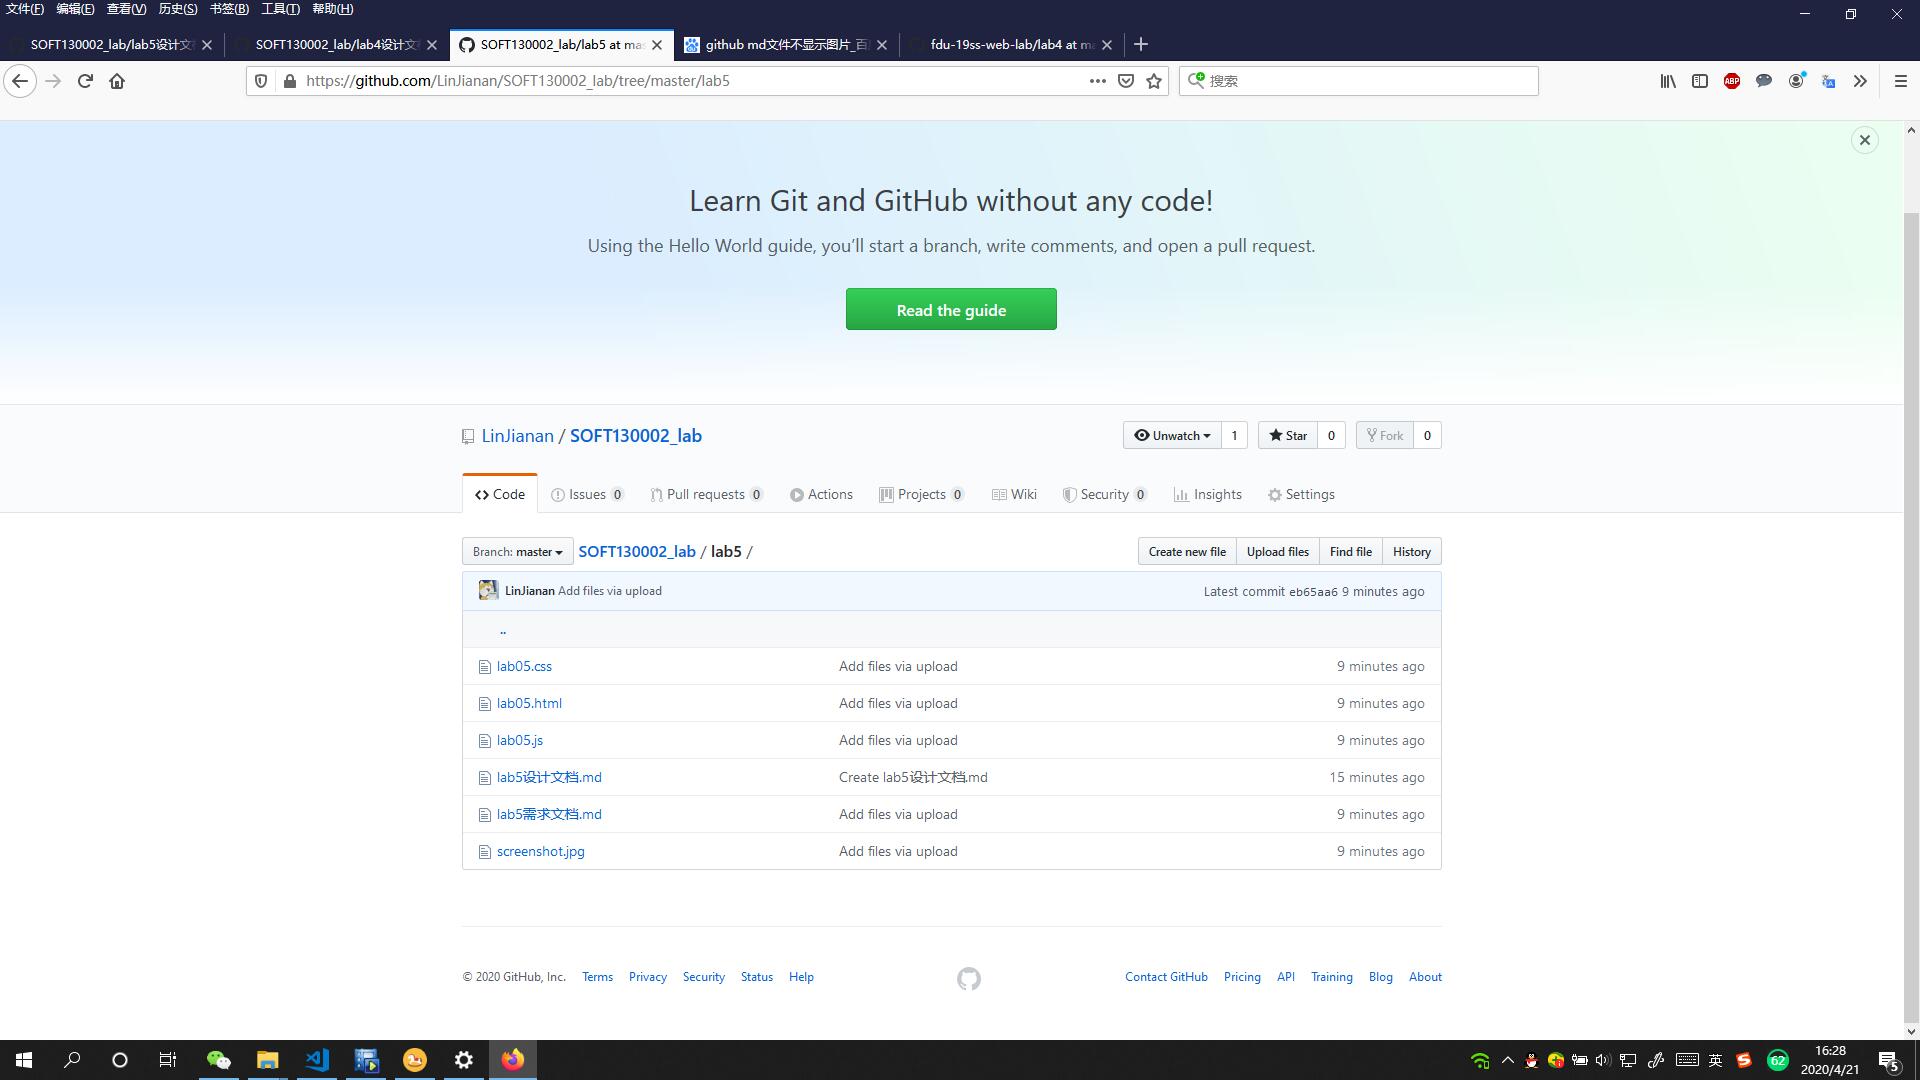 文件(F) 编辑(E) 查看(V) 历史(S) 书签(B) 工具(T) 帮助(H)
SOFT130002_lab/lab5设计文 SOFT130002_lab/lab4设计文 SOFT130002_lab/lab5 at mas github md文件不显示图片_百 fdu-19ss-web-lab/lab4 at ma
https://github.com/LinJianan/SOFT130002_lab/tree/master/lab5 搜索 ABP
Learn Git and GitHub without any code!
Using the Hello World guide, you’ll start a branch, write comments, and open a pull request.
Read the guide
LinJianan / SOFT130002_lab Unwatch 1 Star 0 Fork 0
Code Issues 0 Pull requests 0 Actions Projects 0 Wiki Security 0 Insights Settings
Branch: master SOFT130002_lab / lab5 / Create new file Upload files Find file History
LinJianan Add files via upload Latest commit eb65aa6 9 minutes ago
..
lab05.css Add files via upload 9 minutes ago
lab05.html Add files via upload 9 minutes ago
lab05.js Add files via upload 9 minutes ago
lab5设计文档.md Create lab5设计文档.md 15 minutes ago
lab5需求文档.md Add files via upload 9 minutes ago
screenshot.jpg Add files via upload 9 minutes ago
© 2020 GitHub, Inc. Terms Privacy Security Status Help Contact GitHub Pricing API Training Blog About
英 62 16:28 5
2020/4/21